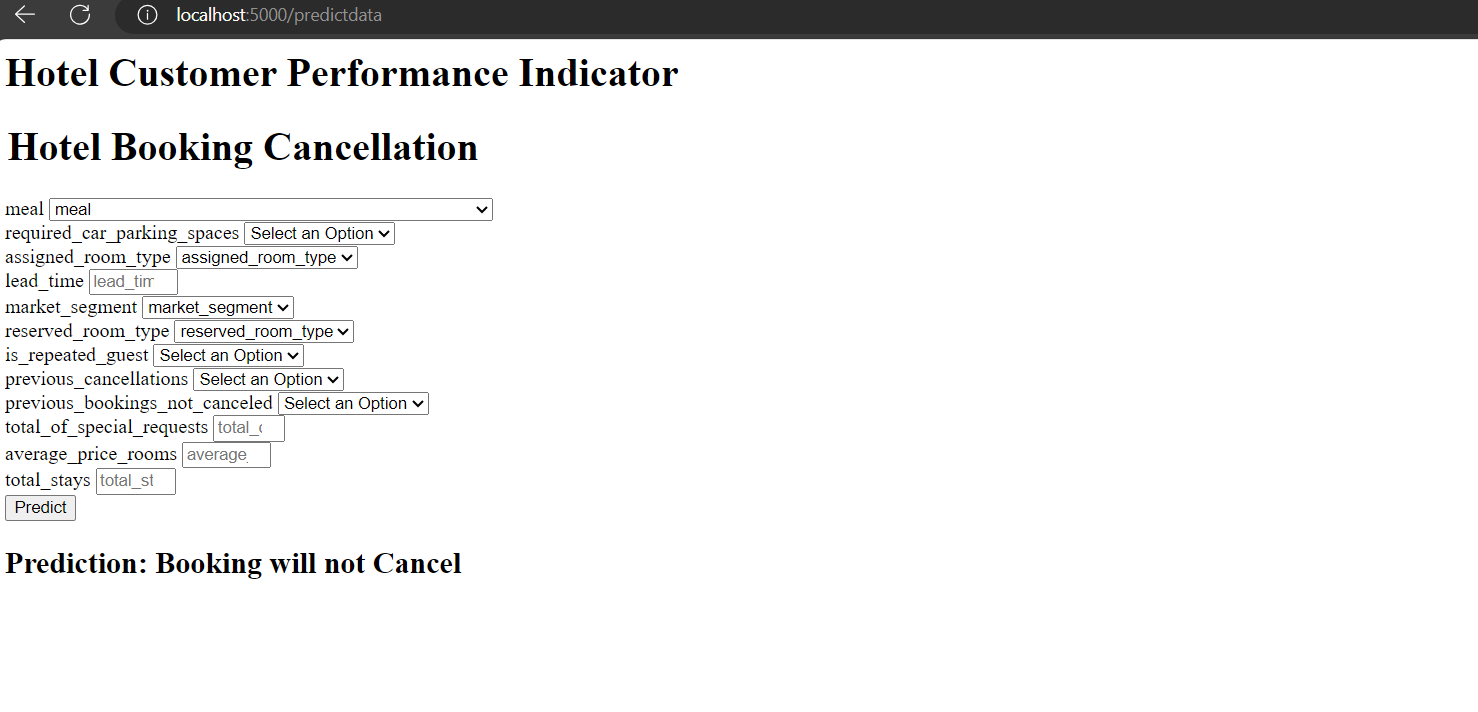 localhost:5000/predictdata
Hotel Customer Performance Indicator
Hotel Booking Cancellation
meal meal
required_car_parking_spaces Select an Option
assigned_room_type assigned_room_type
lead_time lead_tim
market_segment market_segment
reserved_room_type reserved_room_type
is_repeated_guest Select an Option
previous_cancellations Select an Option
previous_bookings_not_canceled Select an Option
total_of_special_requests total_
average_price_rooms average_
total_stays total_st
Predict
Prediction: Booking will not Cancel